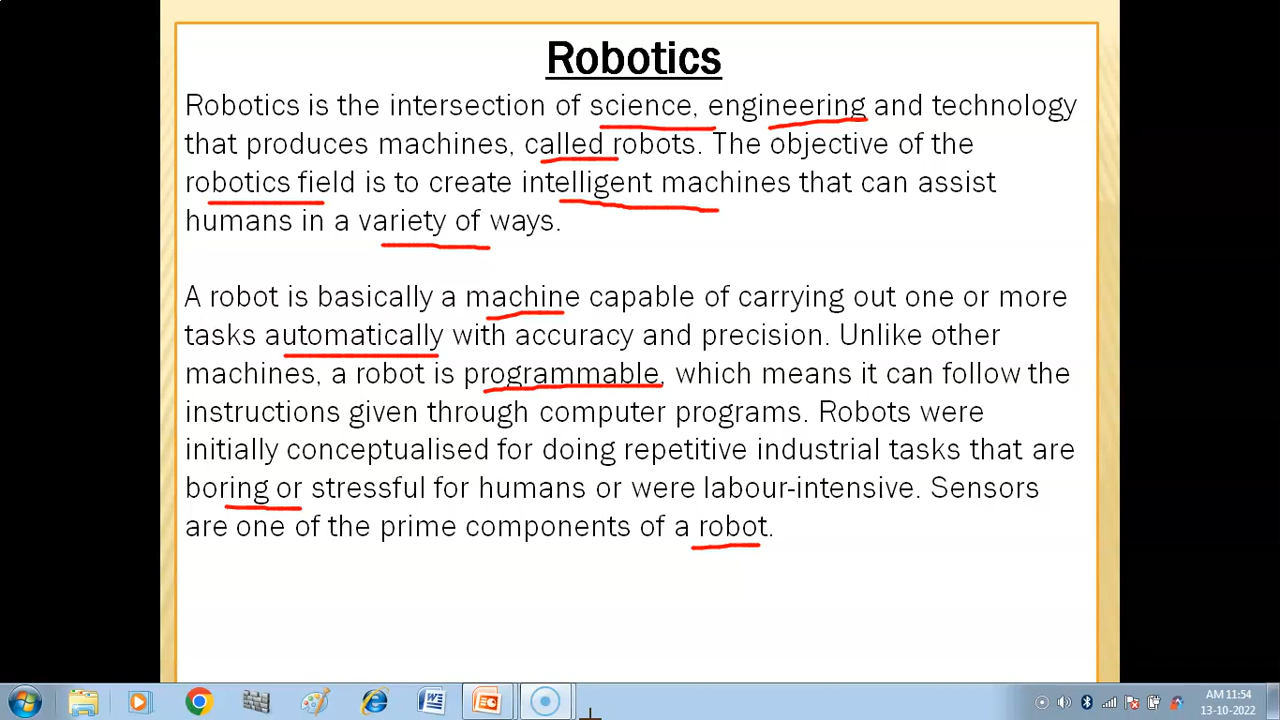 Robotics
Robotics is the intersection of science, engineering and technology
that produces machines, called robots. The objective of the
robotics field is to create intelligent machines that can assist
humans in a variety of ways.
A robot is basically a machine capable of carrying out one or more
tasks automatically with accuracy and precision. Unlike other
machines, a robot is programmable, which means it can follow the
instructions given through computer programs. Robots were
initially conceptualised for doing repetitive industrial tasks that are
boring or stressful for humans or were labour-intensive. Sensors
are one of the prime components of a robot.
AM 11:54
13-10-2022